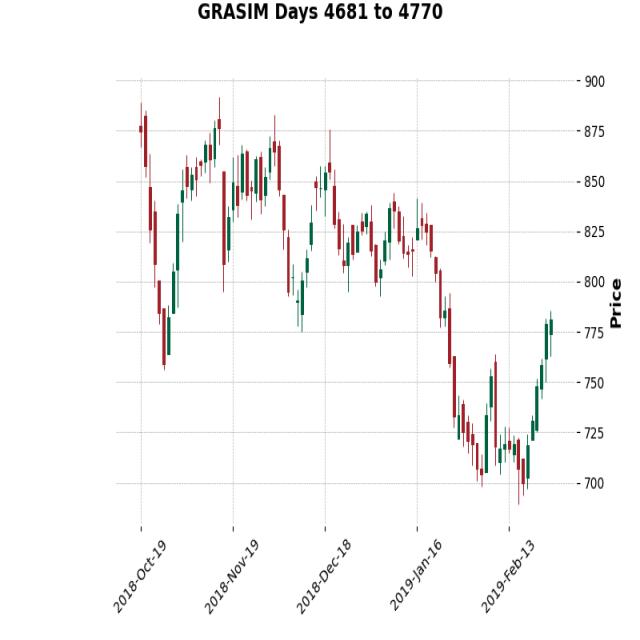 GRASIM Days 4681 to 4770
900
875
850
825
800
775
750
725
700
Price
2018-Oct-19
2018-Nov-19
2018-Dec-18
2019-Jan-16
2019-Feb-13